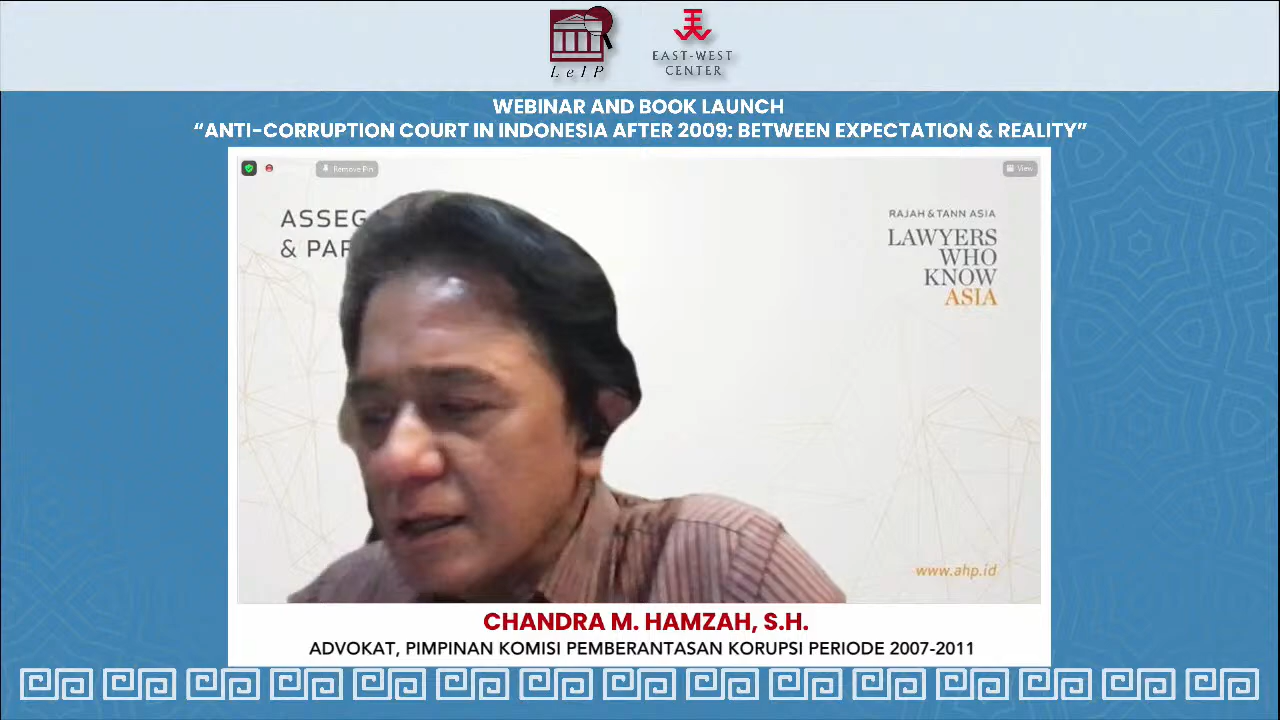 LeIP
EAST-WEST
CENTER
WEBINAR AND BOOK LAUNCH
“ANTI-CORRUPTION COURT IN INDONESIA AFTER 2009: BETWEEN EXPECTATION & REALITY”
Remove Pin
View
ASSEG
& PAR
RAJAH & TANN ASIA
LAWYERS
WHO
KNOW
ASIA
www.ahp.id
CHANDRA M. HAMZAH, S.H.
ADVOKAT, PIMPINAN KOMISI PEMBERANTASAN KORUPSI PERIODE 2007-2011